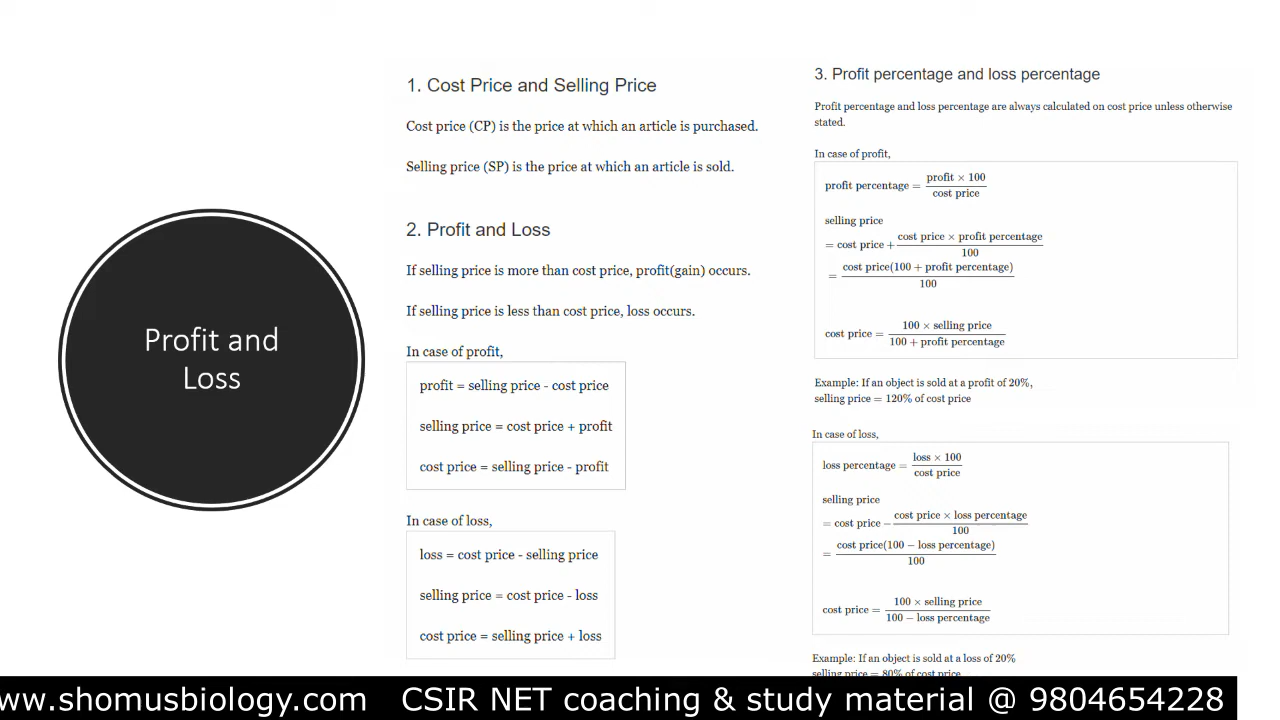 Profit and
Loss
1. Cost Price and Selling Price
Cost price (CP) is the price at which an article is purchased.
Selling price (SP) is the price at which an article is sold.
2. Profit and Loss
If selling price is more than cost price, profit(gain) occurs.
If selling price is less than cost price, loss occurs.
In case of profit,
profit = selling price - cost price
selling price = cost price + profit
cost price = selling price - profit
In case of loss,
loss = cost price - selling price
selling price = cost price - loss
cost price = selling price + loss
3. Profit percentage and loss percentage
Profit percentage and loss percentage are always calculated on cost price unless otherwise
stated.
In case of profit,
profit percentage = profit × 100 / cost price
selling price
= cost price + cost price × profit percentage / 100
= cost price(100 + profit percentage) / 100
cost price = 100 × selling price / 100 + profit percentage
Example: If an object is sold at a profit of 20%,
selling price = 120% of cost price
In case of loss,
loss percentage = loss × 100 / cost price
selling price
= cost price − cost price × loss percentage / 100
= cost price(100 − loss percentage) / 100
cost price = 100 × selling price / 100 − loss percentage
Example: If an object is sold at a loss of 20%
selling price = 80% of cost price
www.shomusbiology.com CSIR NET coaching & study material @ 9804654228